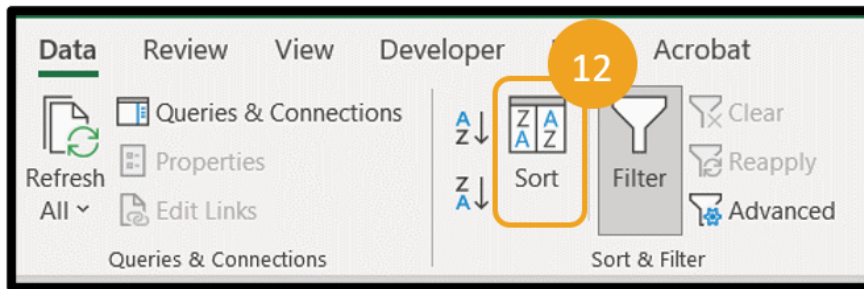 Data Review View Developer Acrobat
12
Refresh
All
Queries & Connections
Properties
Edit Links
Queries & Connections
A
Z
Z
A
Z A
A Z
Sort
Filter
Clear
Reapply
Advanced
Sort & Filter